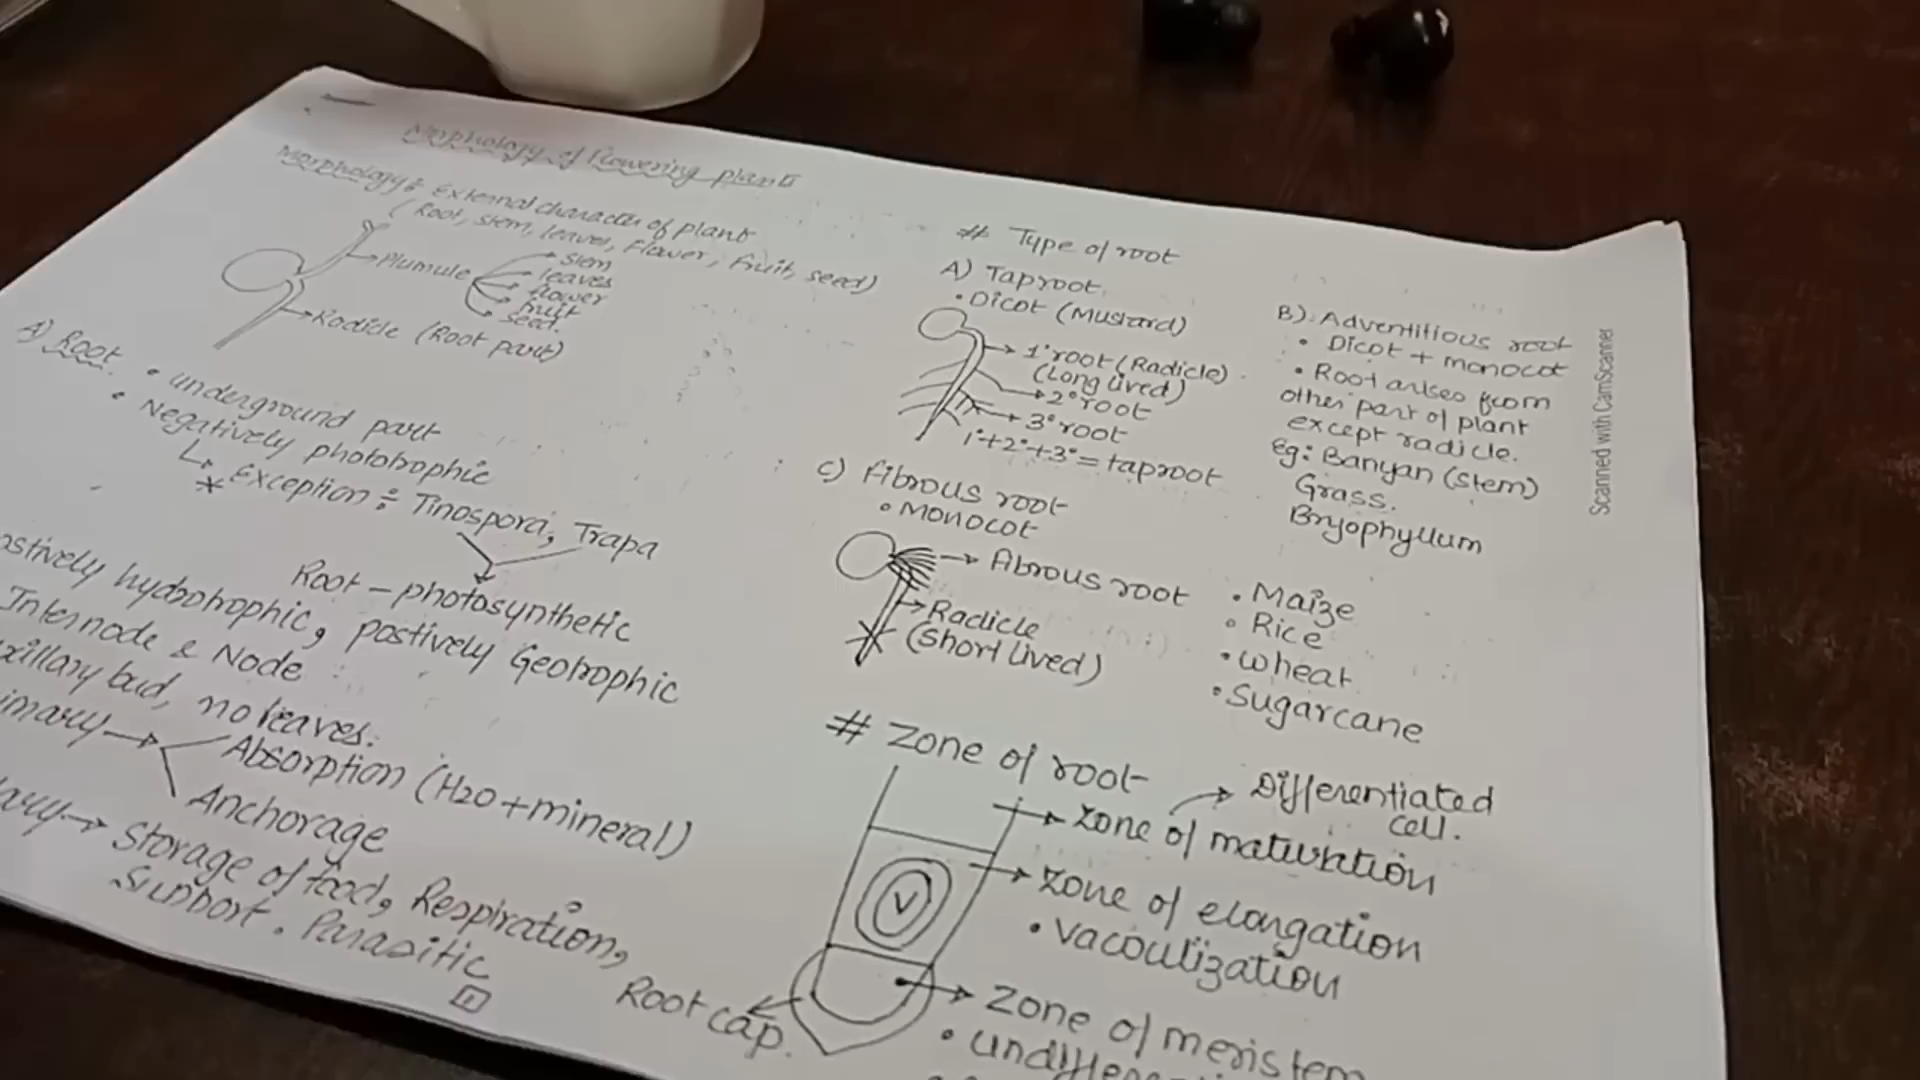 Morphology of flowering plants
Morphology ÷ External character of plant
(Root, stem, leaves, flower, fruit, seed)
Plumule
stem
leaves
flower
fruit
seed.
Radicle (Root part)
A) Root.
• underground part
• Negatively phototrophic
* Exception ÷ Tinospora, Trapa
Root - photosynthetic
ostively hydrotrophic, postively Geotrophic
Internode & Node
xillary bud, no leaves.
imary → Absorption (H2O + mineral)
Anchorage
dary → Storage of food, Respiration,
Support. Parasitic
1
# Type of root
A) Taproot.
• Dicot (Mustard)
1° root (Radicle)
(Long lived)
2° root
3° root
1°+2°+3° = taproot
B). Adventitious root
• Dicot + monocot
• Root arises from
other part of plant
except radicle.
Eg: Banyan (Stem)
Grass.
Bryophyllum
C) fibrous root
• Monocot
→ fibrous root
Radicle
(Short lived)
• Maize
• Rice
• wheat
• Sugarcane
# Zone of root
Differentiated
cell.
→ Zone of maturation
→ Zone of elongation
• vacoulization
V
→ Zone of meristem
Root cap.
Scanned with CamScanner